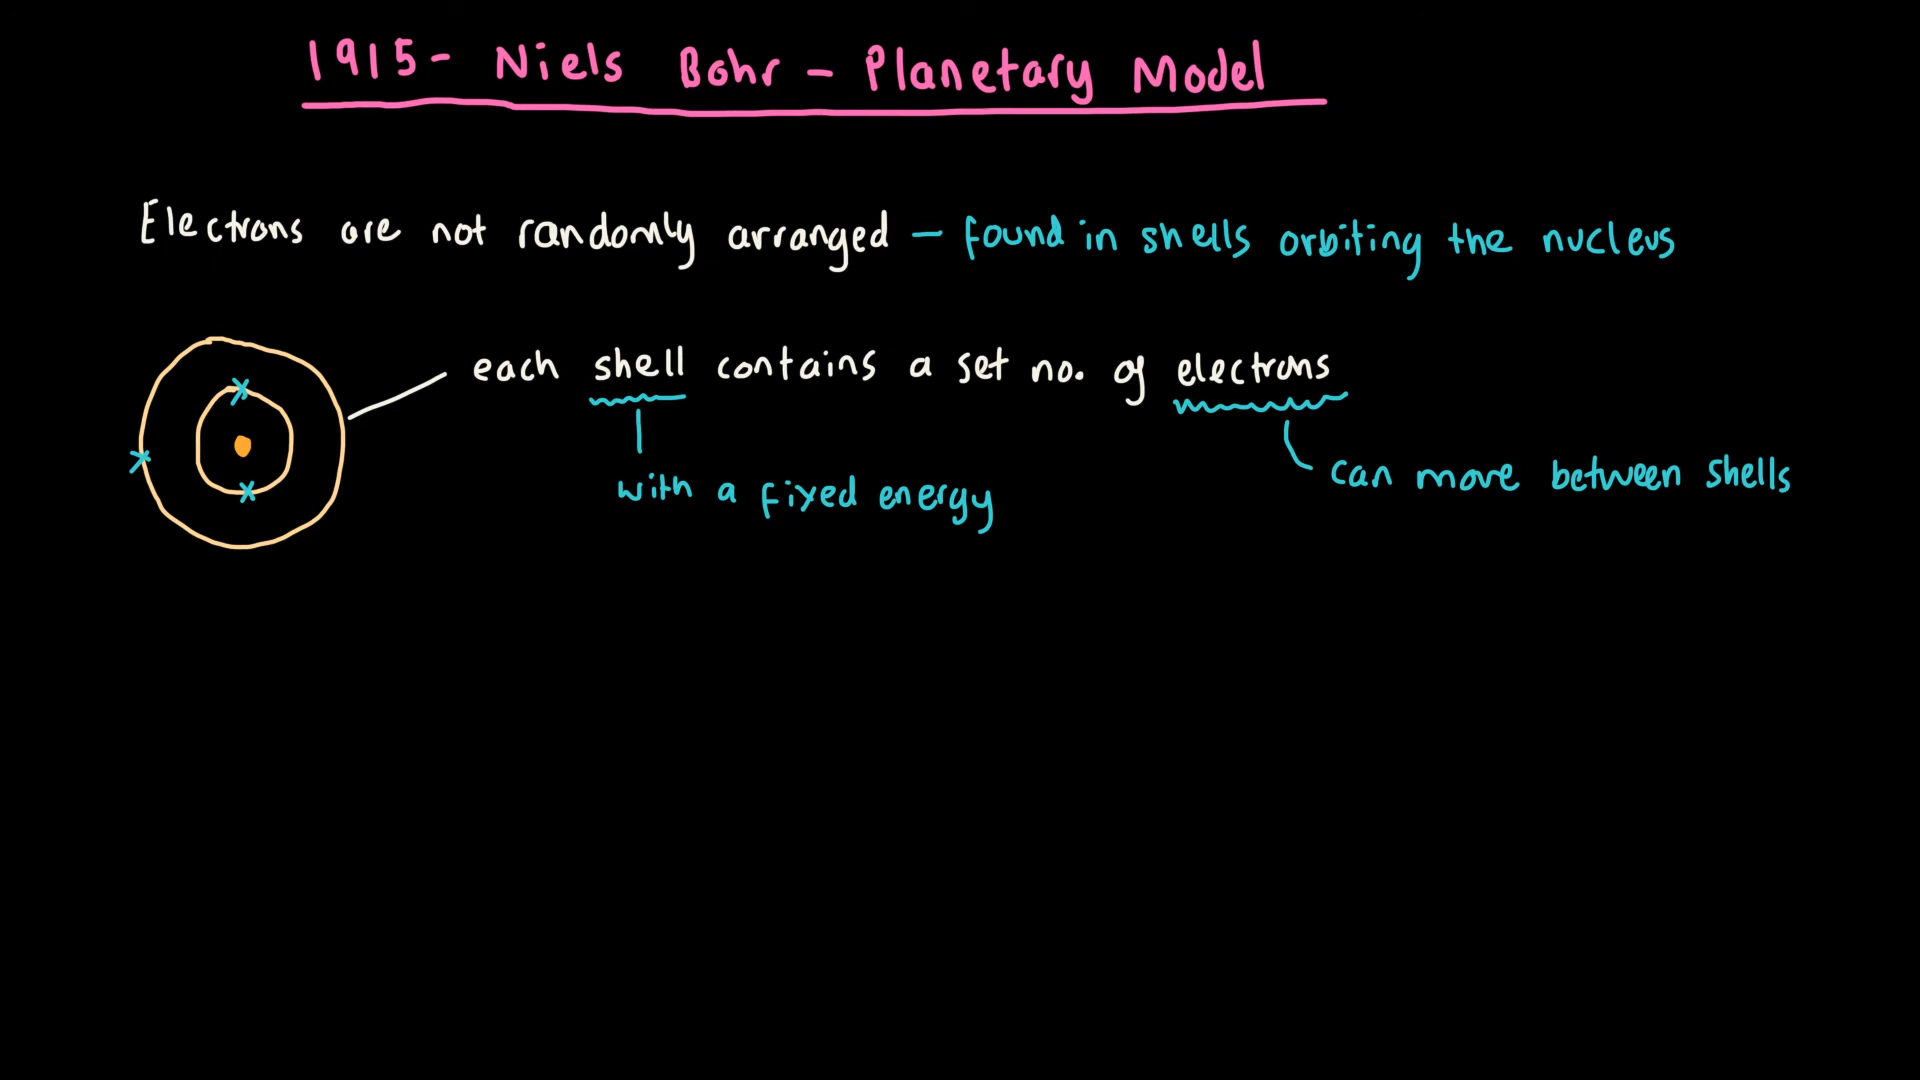 1915- Niels Bohr - Planetary Model
Electrons are not randomly arranged - found in shells orbiting the nucleus
each shell contains a set no. of electrons
with a fixed energy
can move between shells